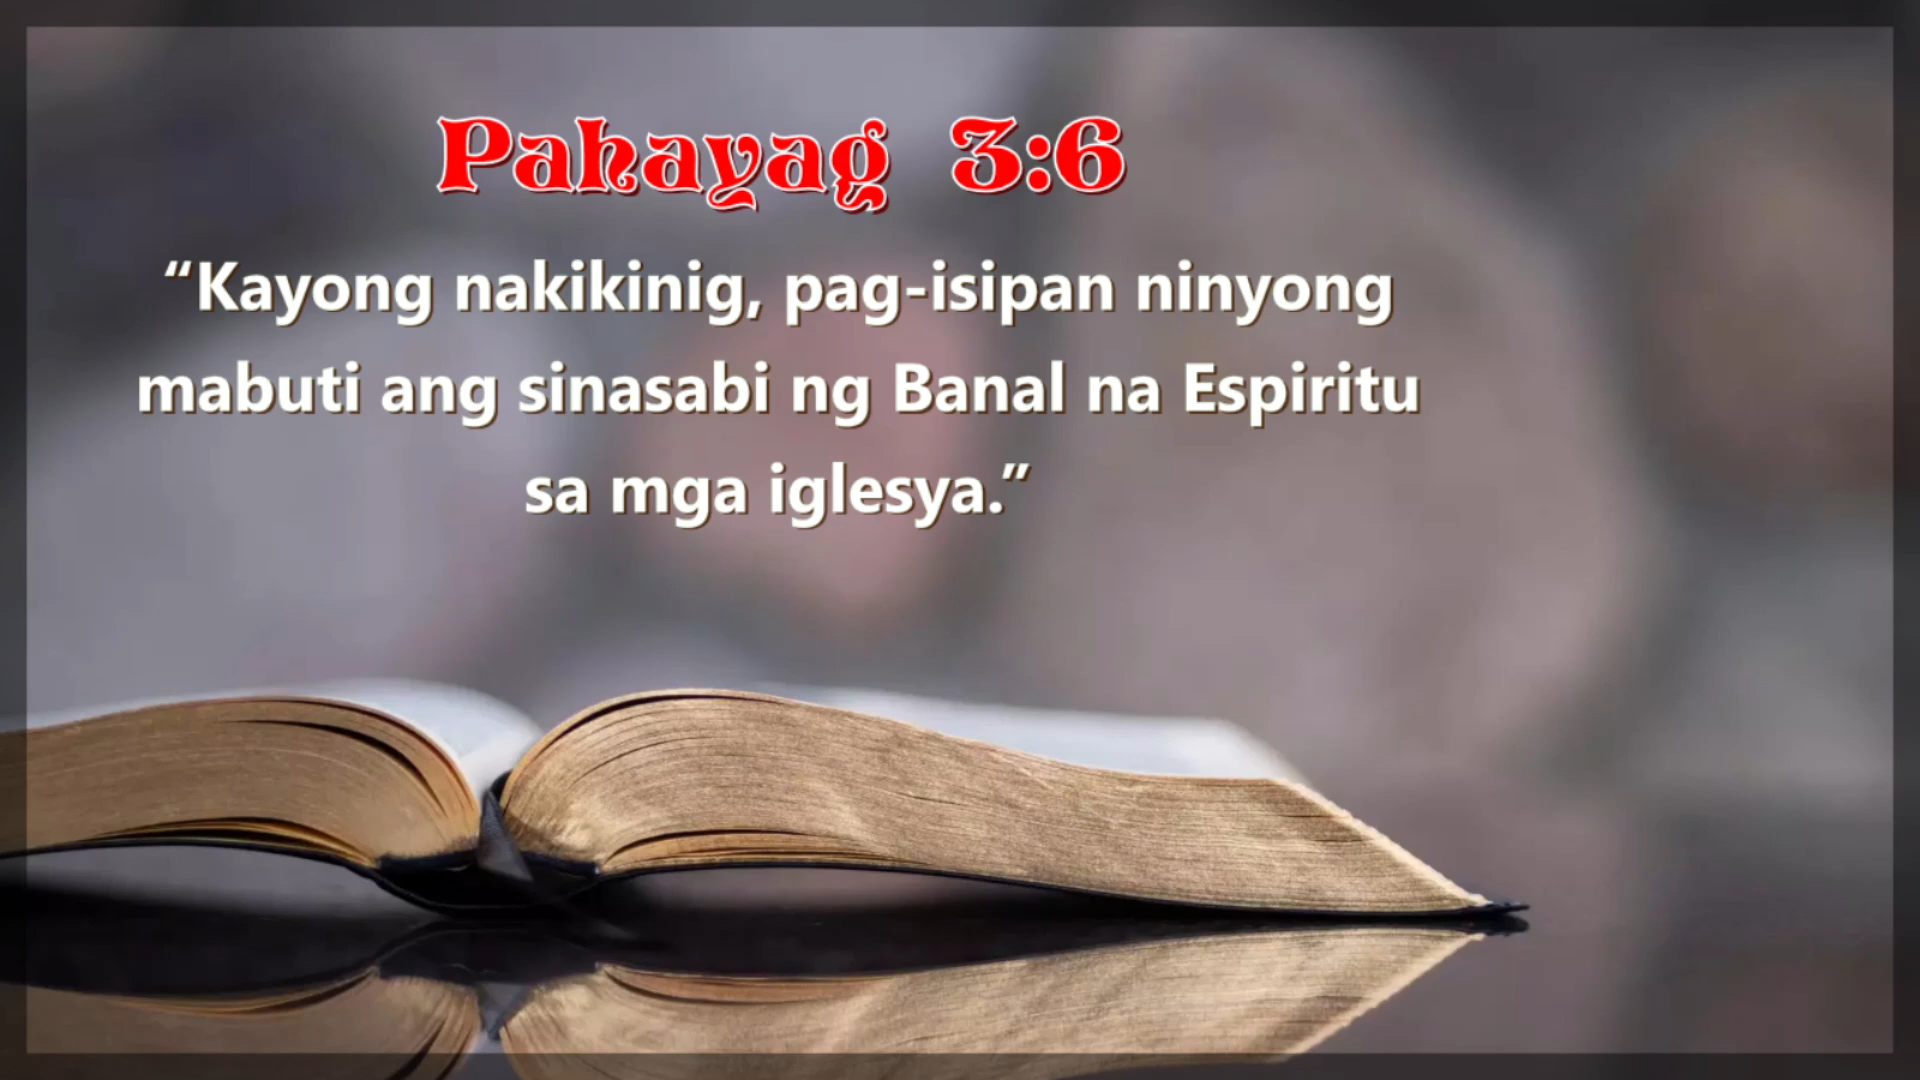 Pahayag 3:6
“Kayong nakikinig, pag-isipan ninyong
mabuti ang sinasabi ng Banal na Espiritu
sa mga iglesya.”